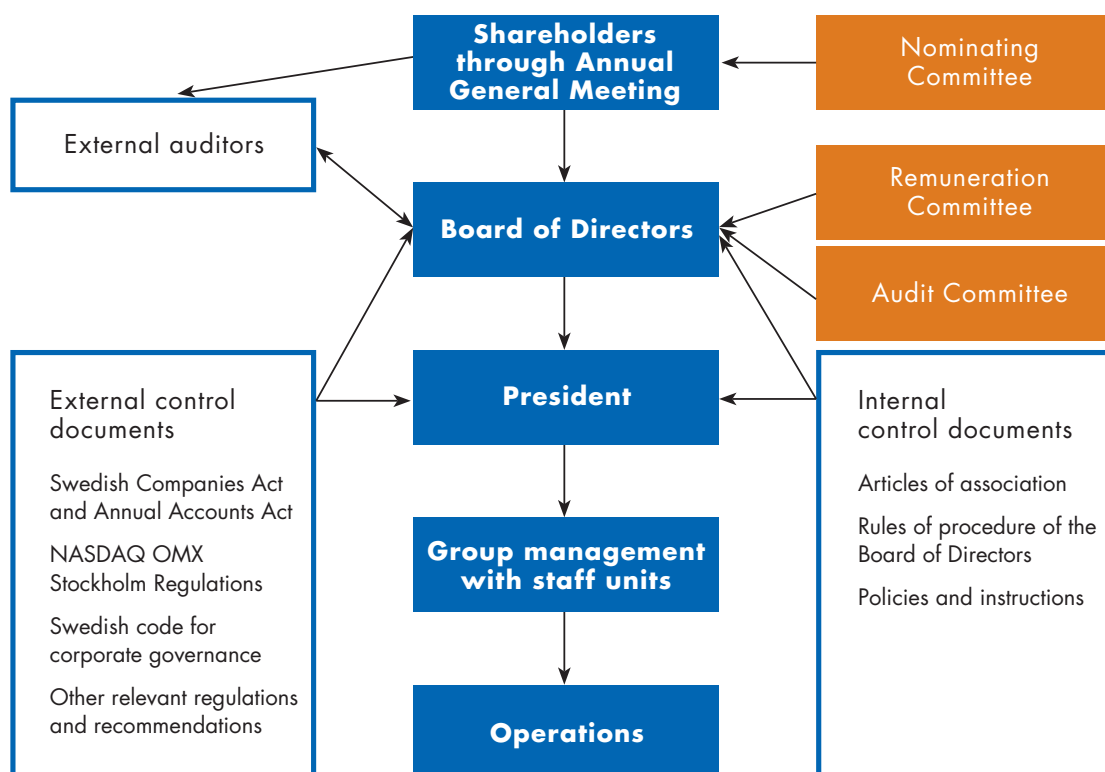 Shareholders
through Annual
General Meeting
Nominating
Committee
External auditors
Remuneration
Committee
Board of Directors
Audit Committee
President
External control
documents
Swedish Companies Act
and Annual Accounts Act
NASDAQ OMX
Stockholm Regulations
Swedish code for
corporate governance
Other relevant regulations
and recommendations
Internal
control documents
Articles of association
Rules of procedure of the
Board of Directors
Policies and instructions
Group management
with staff units
Operations